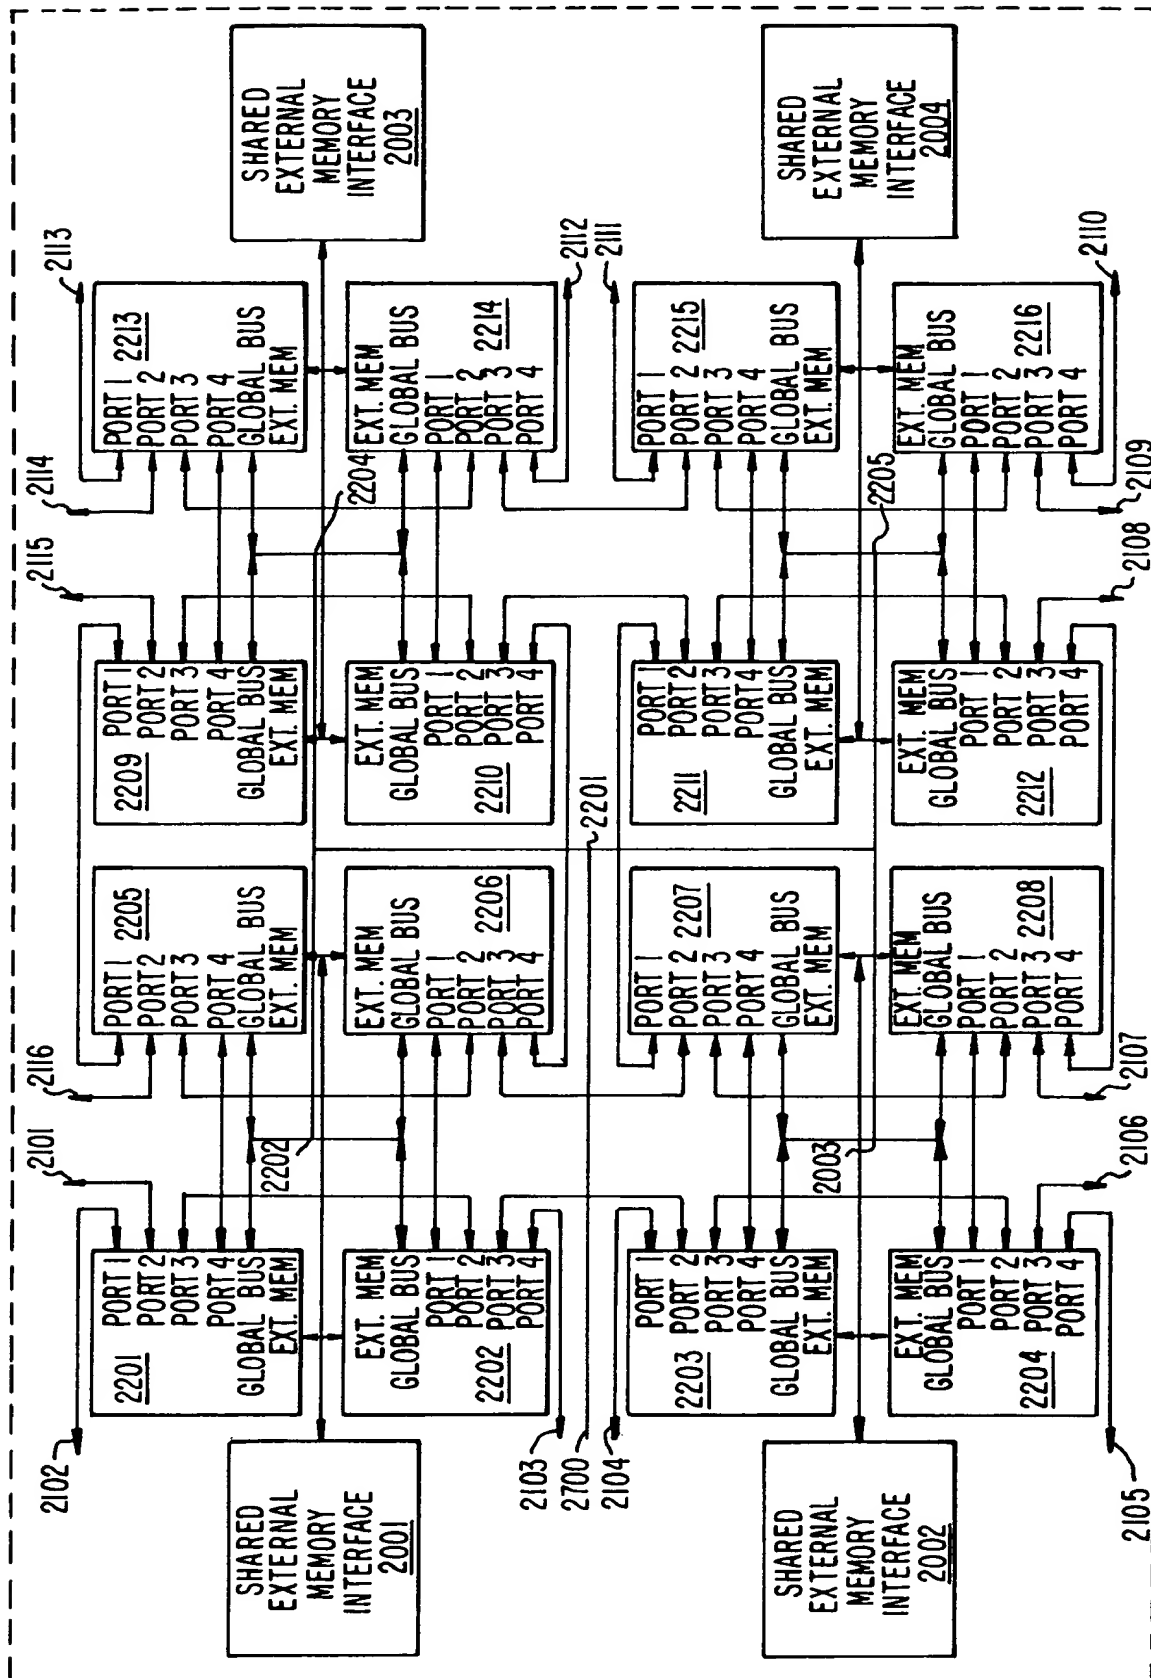 2102
2101
2116
2115
2114
2113
SHARED
EXTERNAL
MEMORY
INTERFACE
2001
2201
PORT 1
PORT 2
PORT 3
PORT 4
GLOBAL BUS
EXT. MEM
PORT 1
2205
PORT 2
PORT 3
PORT 4
GLOBAL BUS
EXT. MEM
2209
PORT 1
PORT 2
PORT 3
PORT 4
GLOBAL BUS
EXT. MEM
PORT 1
2213
PORT 2
PORT 3
PORT 4
GLOBAL BUS
EXT. MEM
SHARED
EXTERNAL
MEMORY
INTERFACE
2003
2202
2204
EXT. MEM
GLOBAL BUS
PORT 1
PORT 2
2202
PORT 3
PORT 4
EXT. MEM
GLOBAL BUS
PORT 1
PORT 2
2206
PORT 3
PORT 4
EXT. MEM
GLOBAL BUS
PORT 1
PORT 2
2210
PORT 3
PORT 4
EXT. MEM
GLOBAL BUS
PORT 1
PORT 2
2214
PORT 3
PORT 4
2103
2112
2700
2201
2104
2111
SHARED
EXTERNAL
MEMORY
INTERFACE
2002
PORT 1
2203
PORT 2
PORT 3
PORT 4
GLOBAL BUS
EXT. MEM
PORT 1
PORT 2
2207
PORT 3
PORT 4
GLOBAL BUS
EXT. MEM
PORT 1
PORT 2
2211
PORT 3
PORT 4
GLOBAL BUS
EXT. MEM
PORT 1
PORT 2
2215
PORT 3
PORT 4
GLOBAL BUS
EXT. MEM
SHARED
EXTERNAL
MEMORY
INTERFACE
2004
2003
2205
EXT. MEM
GLOBAL BUS
PORT 1
PORT 2
2204
PORT 3
PORT 4
EXT. MEM
GLOBAL BUS
PORT 1
PORT 2
2208
PORT 3
PORT 4
EXT. MEM
GLOBAL BUS
PORT 1
PORT 2
2212
PORT 3
PORT 4
EXT. MEM
GLOBAL BUS
PORT 1
PORT 2
2216
PORT 3
PORT 4
2105
2106
2107
2108
2109
2110